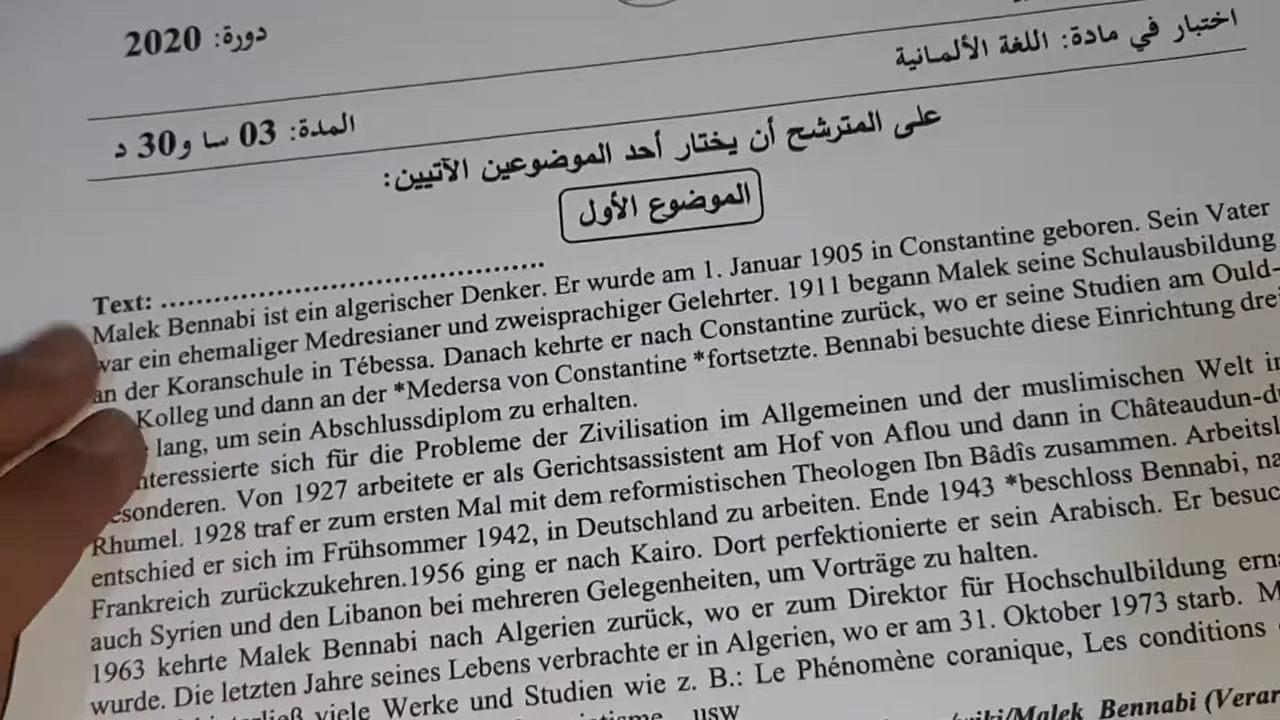 اختبار في مادة: اللغة الألمانية
دورة: 2020
المدة: 03 سا و30 د
على المترشح أن يختار أحد الموضوعين الآتيين:
الموضوع الأول
Text: ................................................
Malek Bennabi ist ein algerischer Denker. Er wurde am 1. Januar 1905 in Constantine geboren. Sein Vater
war ein ehemaliger Medresianer und zweisprachiger Gelehrter. 1911 begann Malek seine Schulausbildung
an der Koranschule in Tébessa. Danach kehrte er nach Constantine zurück, wo er seine Studien am Ould-
Kolleg und dann an der *Medersa von Constantine *fortsetzte. Bennabi besuchte diese Einrichtung drei
lang, um sein Abschlussdiplom zu erhalten.
interessierte sich für die Probleme der Zivilisation im Allgemeinen und der muslimischen Welt im
esonderen. Von 1927 arbeitete er als Gerichtsassistent am Hof von Aflou und dann in Châteaudun-du
Rhumel. 1928 traf er zum ersten Mal mit dem reformistischen Theologen Ibn Bâdîs zusammen.
entschied er sich im Frühsommer 1942, in Deutschland zu arbeiten. Ende 1943 *beschloss Bennabi,
Frankreich zurückzukehren.1956 ging er nach Kairo. Dort perfektionierte er sein Arabisch. Er
auch Syrien und den Libanon bei mehreren Gelegenheiten, um Vorträge zu halten.
1963 kehrte Malek Bennabi nach Algerien zurück, wo er zum Direktor für Hochschulbildung
wurde. Die letzten Jahre seines Lebens verbrachte er in Algerien, wo er am 31. Oktober 1973 starb.
viele Werke und Studien wie z. B.: Le Phénomène coranique, Les conditions
usw
Malek Bennabi